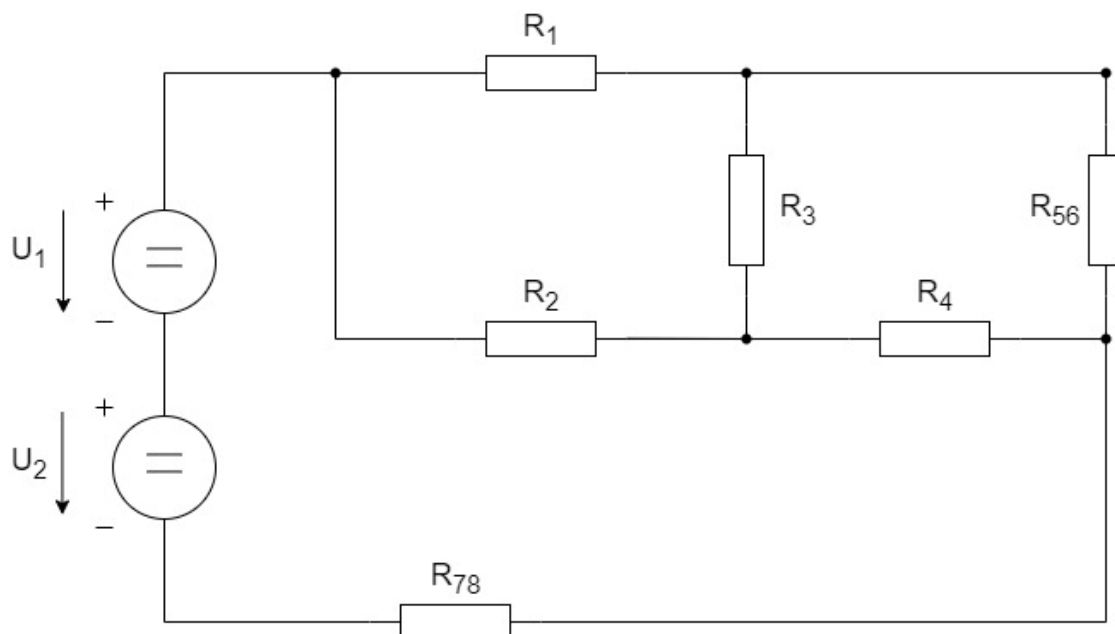 R₁
+
R₃
R₅₆
U₁
−
R₂
R₄
+
U₂
−
R₇₈